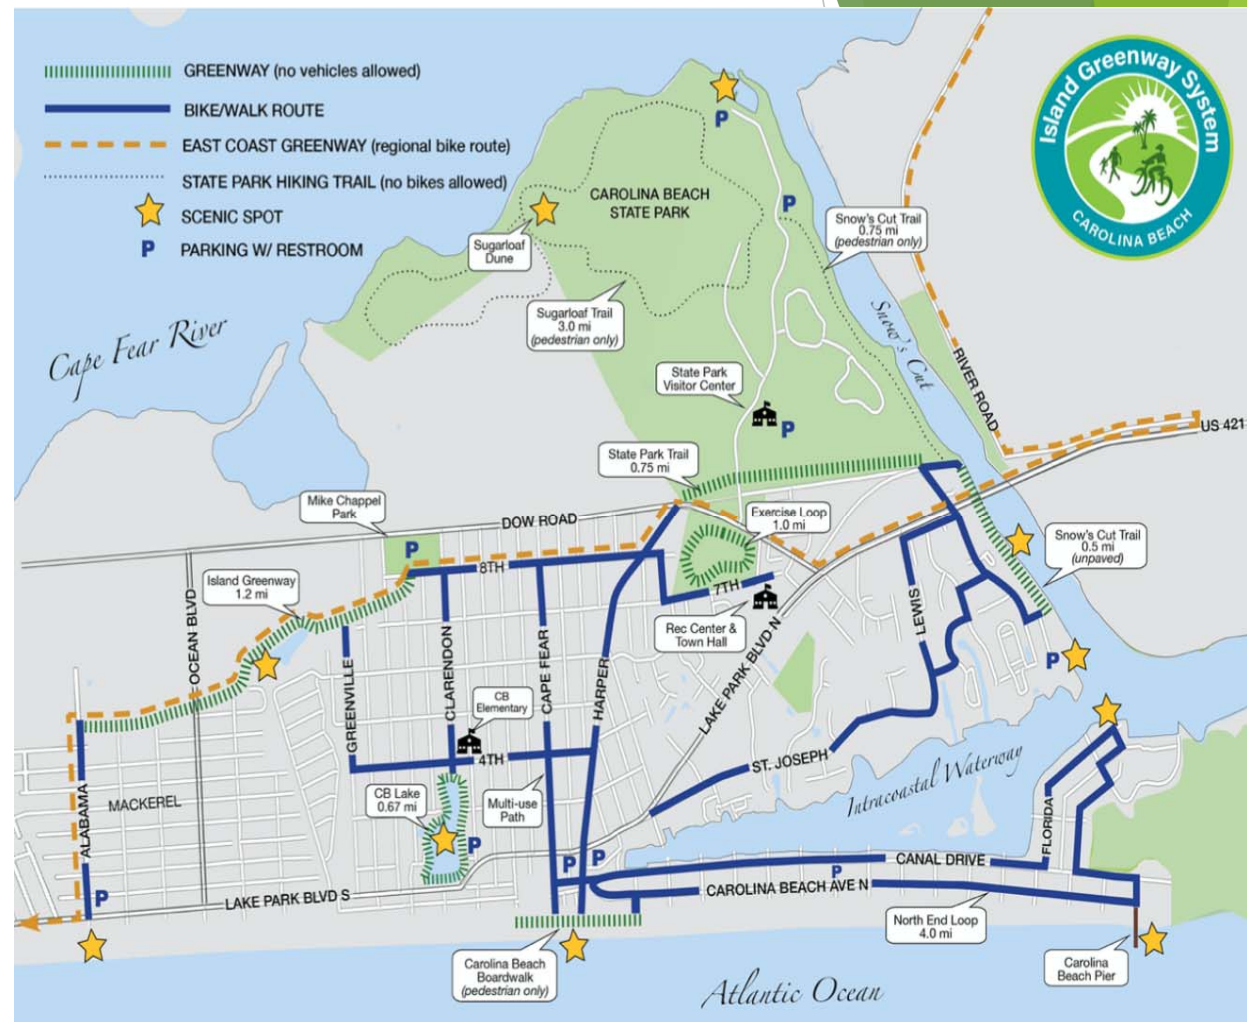 GREENWAY (no vehicles allowed)
BIKE/WALK ROUTE
EAST COAST GREENWAY (regional bike route)
STATE PARK HIKING TRAIL (no bikes allowed)
SCENIC SPOT
P PARKING W/ RESTROOM
Island Greenway System
CAROLINA BEACH
P
CAROLINA BEACH
STATE PARK
P
Snow's Cut Trail
0.75 mi
(pedestrian only)
Sugarloaf
Dune
Sugarloaf Trail
3.0 mi
(pedestrian only)
Cape Fear River
Snow's Cut
RIVER ROAD
State Park
Visitor Center
P
US 421
State Park Trail
0.75 mi
Mike Chappel
Park
DOW ROAD
Exercise Loop
1.0 mi
P
Snow's Cut Trail
0.5 mi
(unpaved)
8TH
7TH
Island Greenway
1.2 mi
OCEAN BLVD
Rec Center &
Town Hall
LEWIS
P
GREENVILLE
CLARENDON
CAPE FEAR
HARPER
LAKE PARK BLVD N
CB
Elementary
4TH
ST. JOSEPH
Intracoastal Waterway
MACKEREL
ALABAMA
CB Lake
0.67 mi
Multi-use
Path
FLORIDA
P
P
P
CANAL DRIVE
P
CAROLINA BEACH AVE N
P
LAKE PARK BLVD S
North End Loop
4.0 mi
Carolina Beach
Boardwalk
(pedestrian only)
Carolina
Beach Pier
Atlantic Ocean